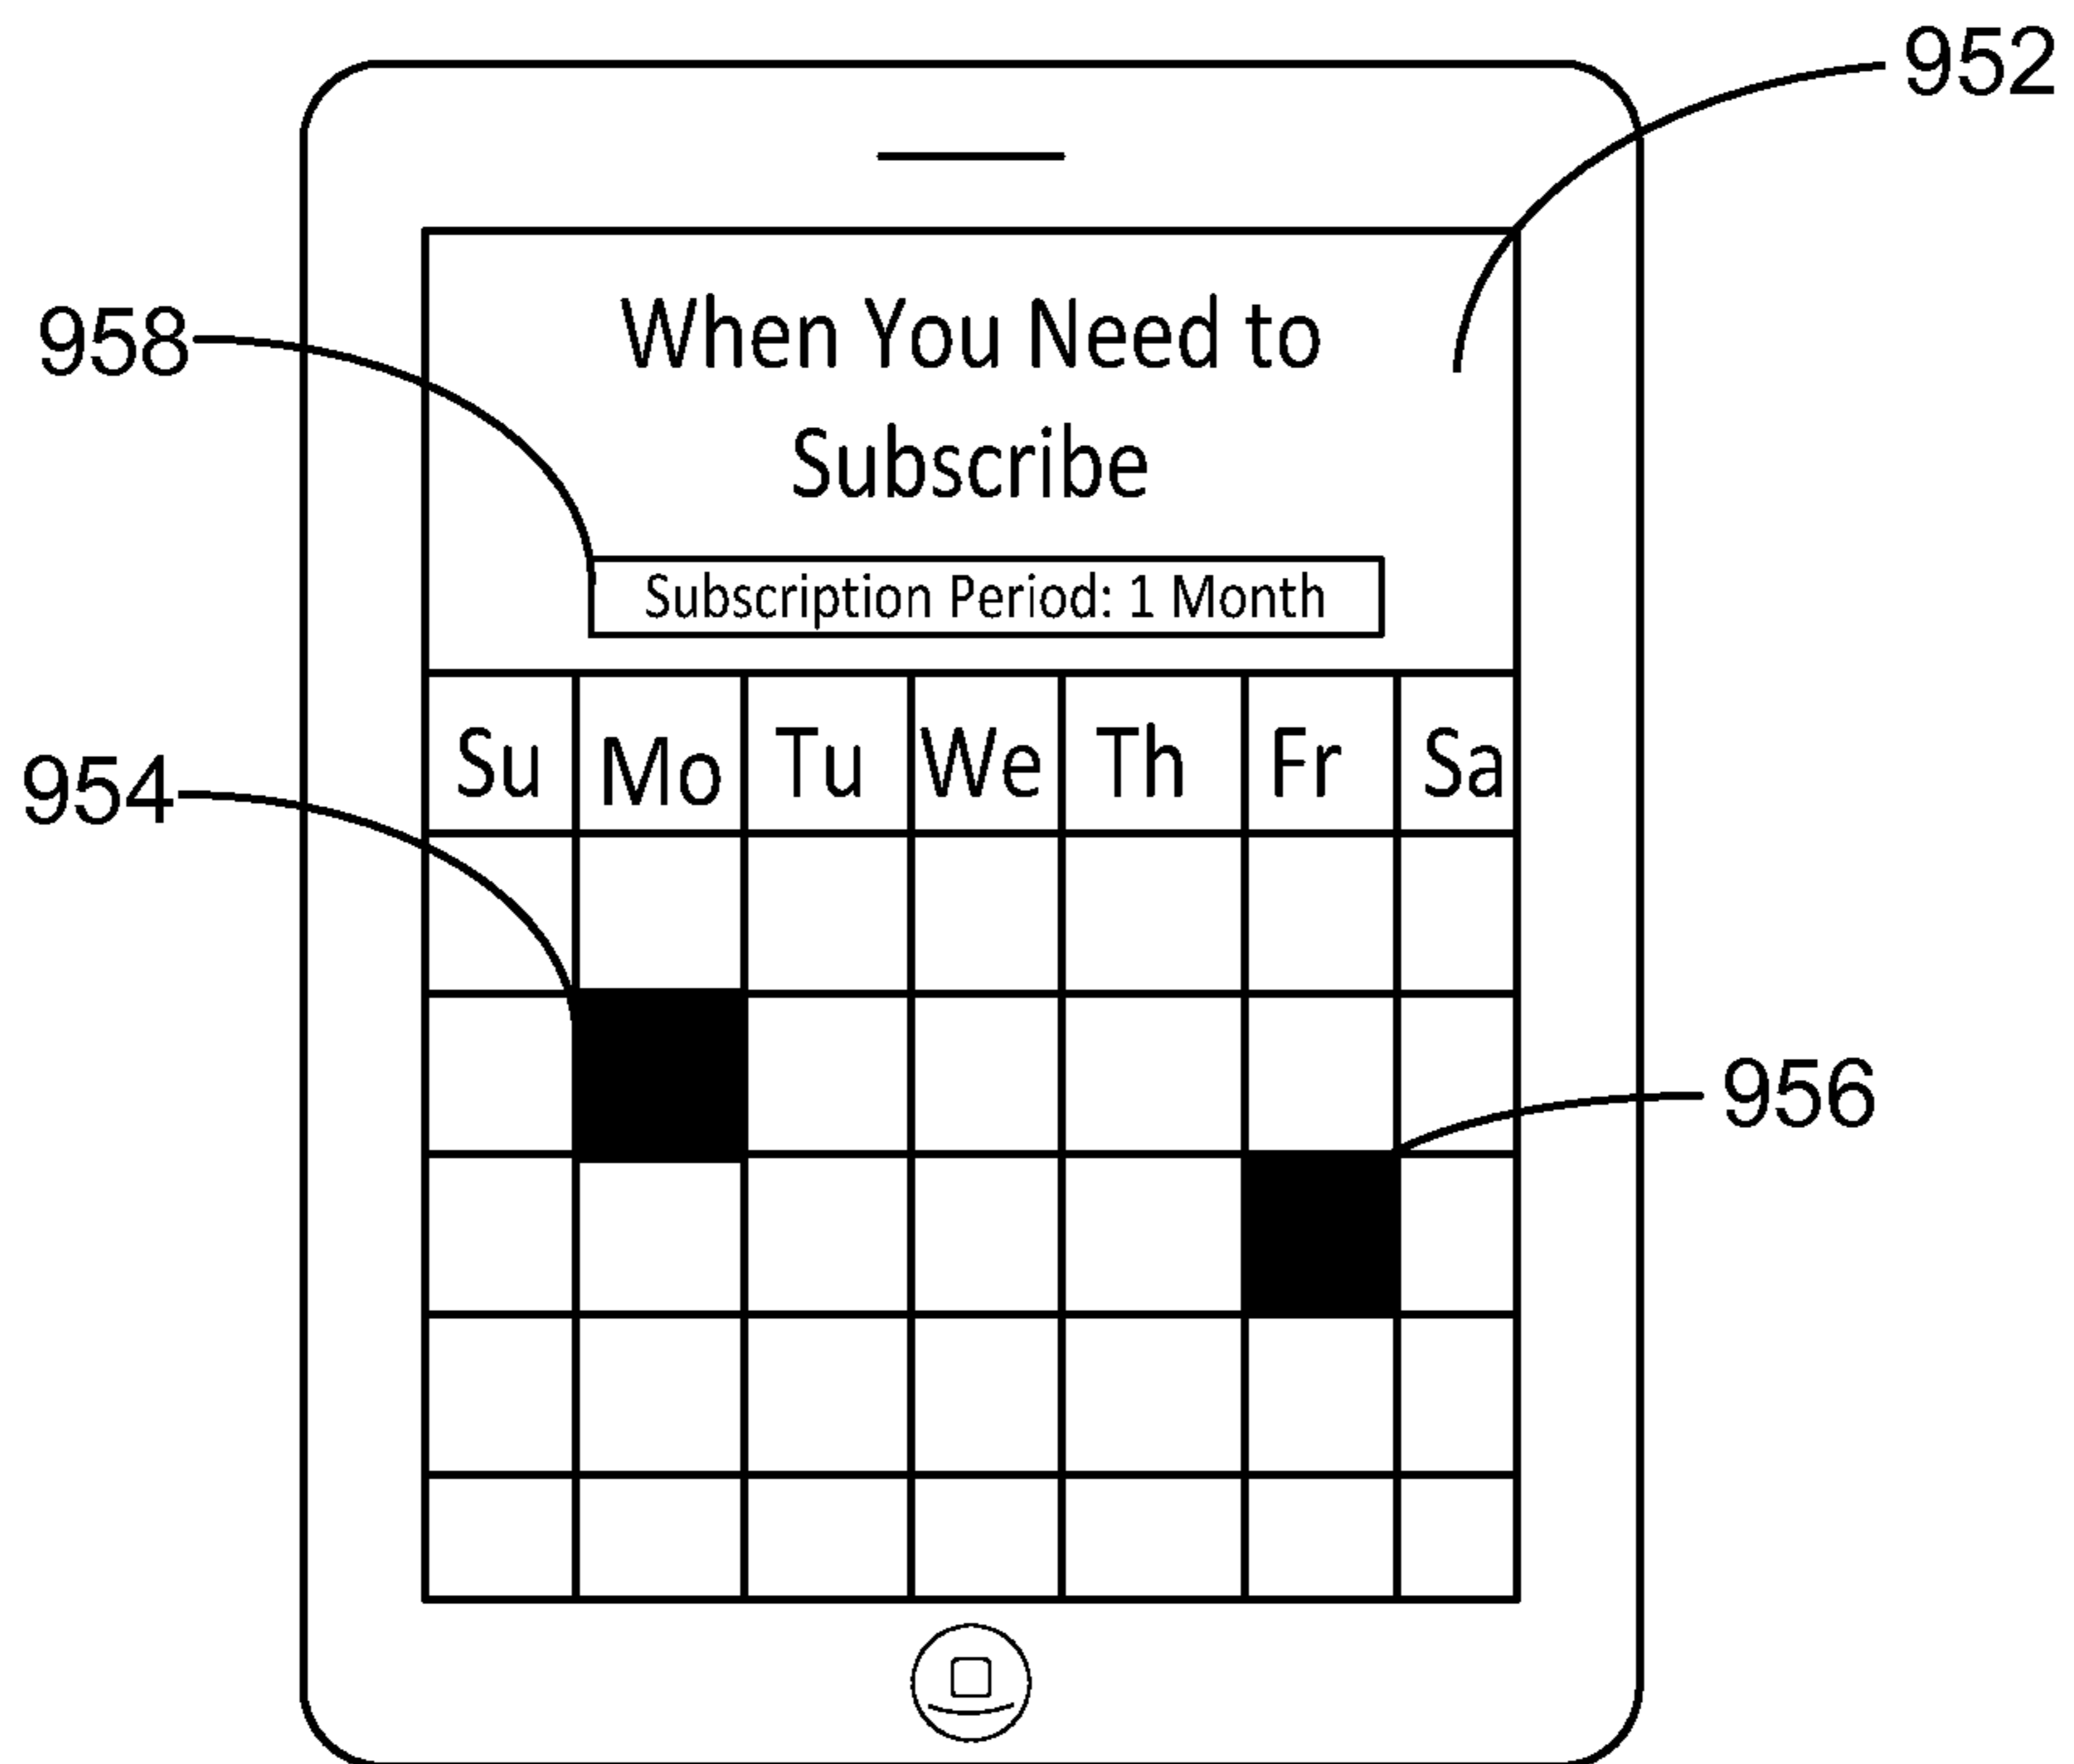 952
958
When You Need to
Subscribe
Subscription Period: 1 Month
954
Su Mo Tu We Th Fr Sa
956